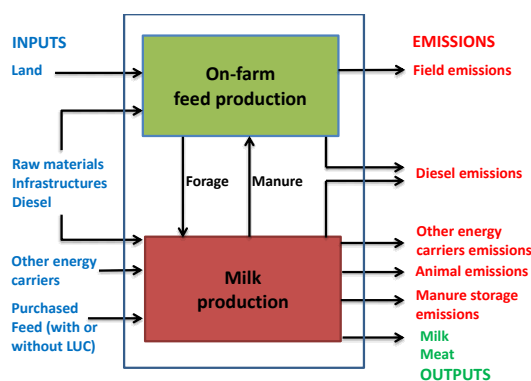 INPUTS
Land
Raw materials
Infrastructures
Diesel
Other energy
carriers
Purchased
Feed (with or
without LUC)
On-farm
feed production
Forage
Manure
Milk
production
EMISSIONS
Field emissions
Diesel emissions
Other energy
carriers emissions
Animal emissions
Manure storage
emissions
Milk
Meat
OUTPUTS